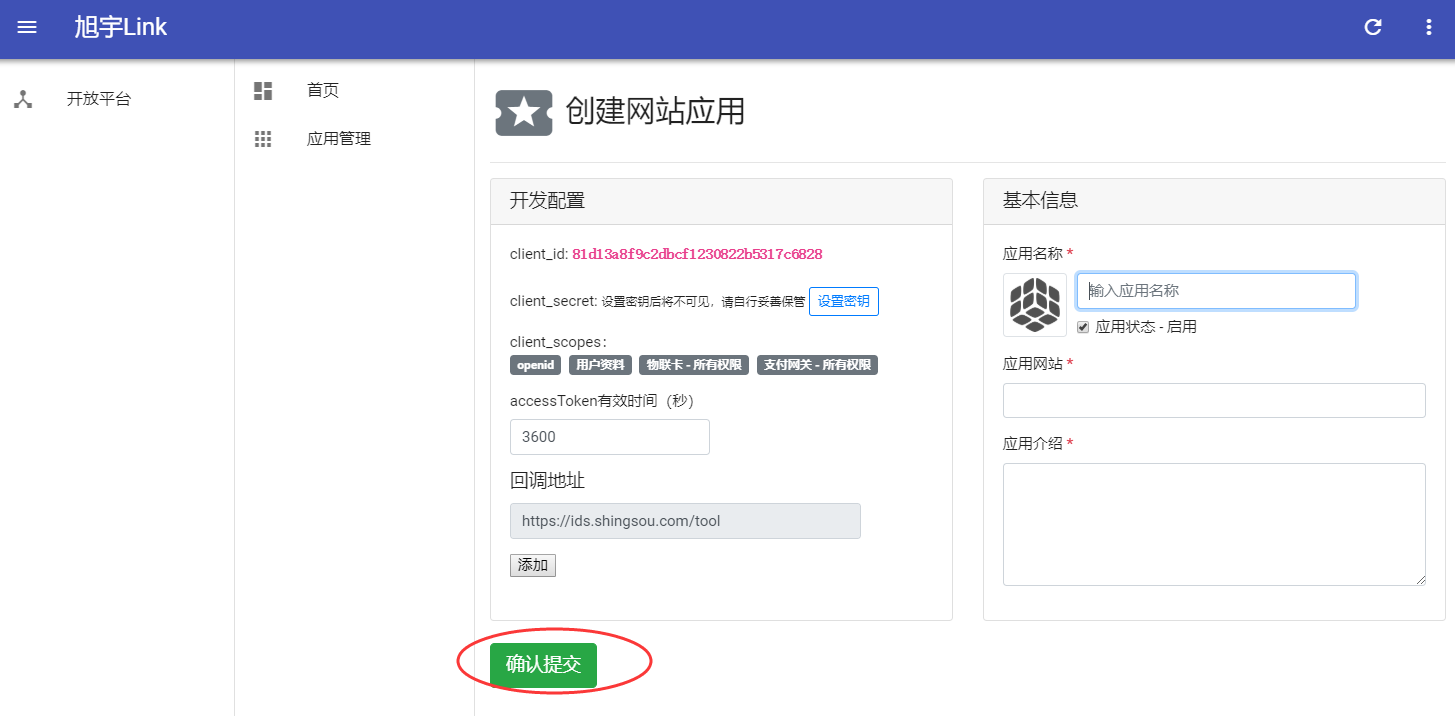 旭宇Link
开放平台
首页
应用管理
创建网站应用
开发配置
client_id: 81d13a8f9c2dbcf1230822b5317c6828
client_secret: 设置密钥后将不可见，请自行妥善保管 设置密钥
client_scopes：
openid 用户资料 物联卡 - 所有权限 支付网关 - 所有权限
accessToken有效时间（秒）
3600
回调地址
https://ids.shingsou.com/tool
添加
基本信息
应用名称 *
输入应用名称
应用状态 - 启用
应用网站 *
应用介绍 *
确认提交